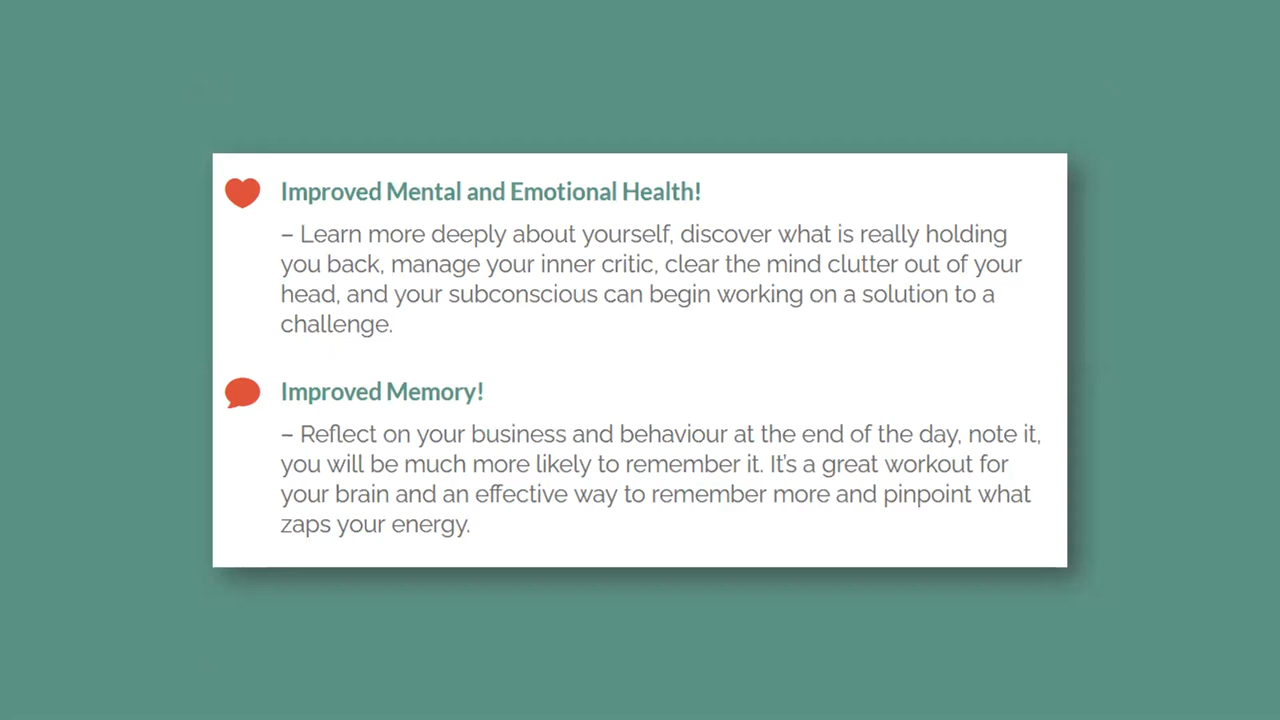 Improved Mental and Emotional Health!
– Learn more deeply about yourself, discover what is really holding
you back, manage your inner critic, clear the mind clutter out of your
head, and your subconscious can begin working on a solution to a
challenge.
Improved Memory!
– Reflect on your business and behaviour at the end of the day, note it,
you will be much more likely to remember it. It’s a great workout for
your brain and an effective way to remember more and pinpoint what
zaps your energy.